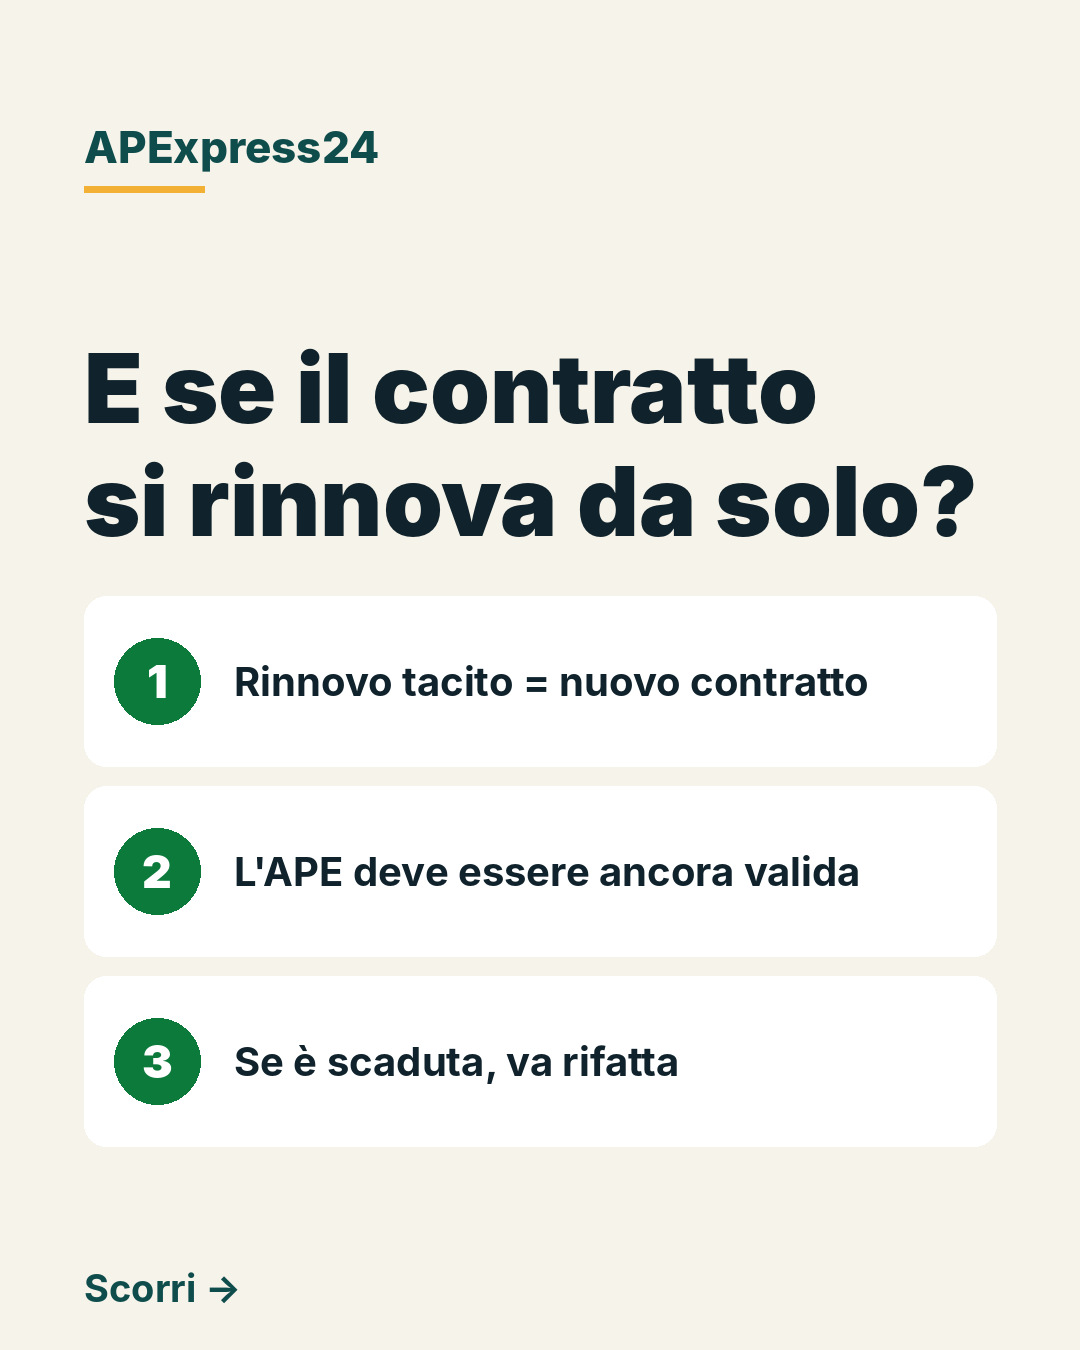 APExpress24
E se il contratto
si rinnova da solo?
1 Rinnovo tacito = nuovo contratto
2 L'APE deve essere ancora valida
3 Se è scaduta, va rifatta
Scorri →